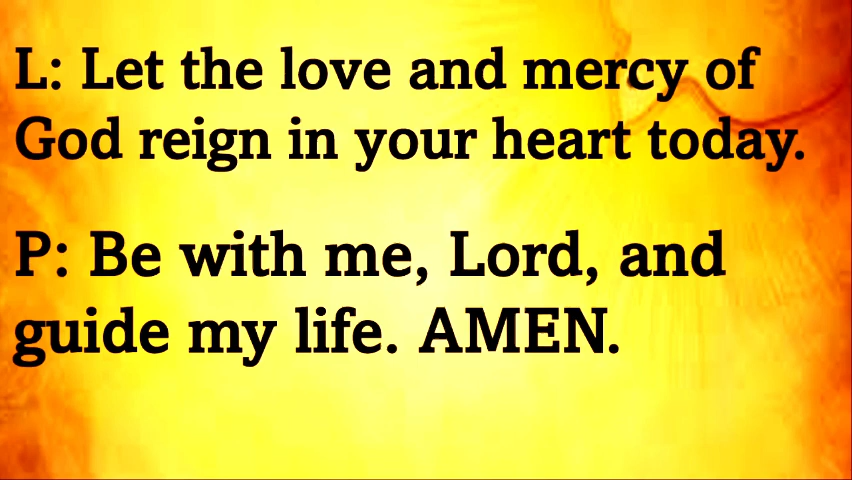 L: Let the love and mercy of
God reign in your heart today.
P: Be with me, Lord, and
guide my life. AMEN.